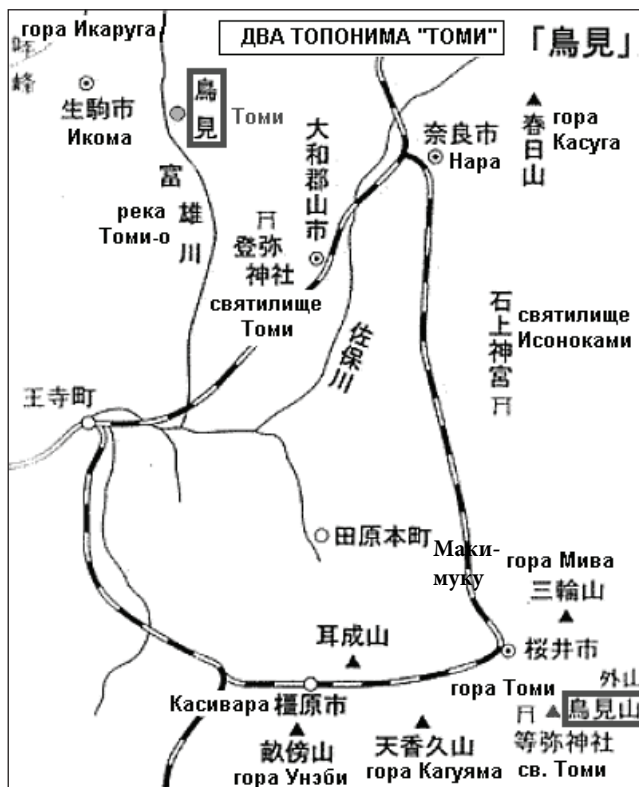 гора Икаруга
ДВА ТОПОНИМА "ТОМИ"
「鳥見」
生駒市
Икома
鳥見
Томи
奈良市
Нара
春日山
гора
Касуга
大和郡山市
富雄川
река
Томи-о
登弥
神社
святилище
Томи
佐保川
石上神宮
святилище
Исоноками
王寺町
田原本町
Маки-
муку
гора Мива
三輪山
耳成山
桜井市
外山
гора Томи
鳥見山
等弥神社
св. Томи
Касивара
橿原市
畝傍山
гора Унэби
天香久山
гора Кагуяма